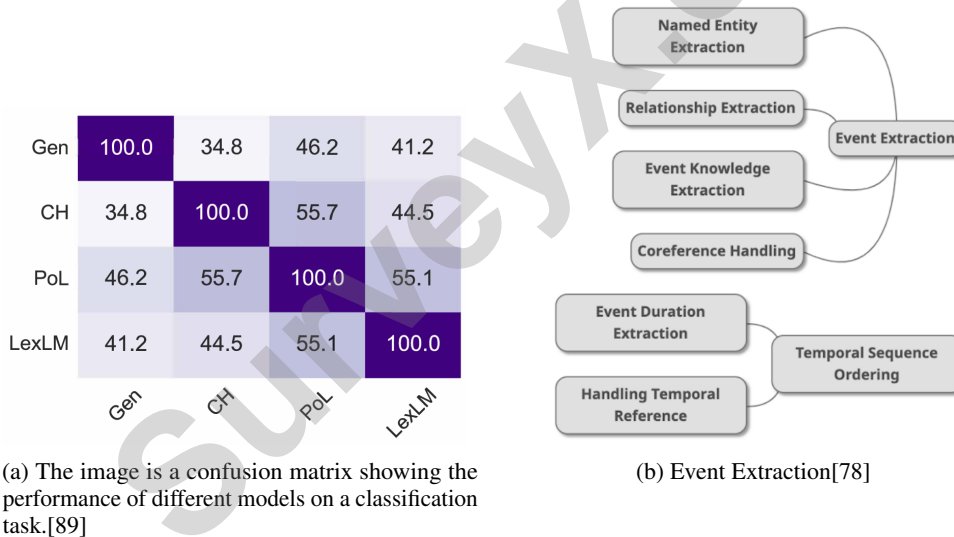 Gen 100.0 34.8 46.2 41.2
CH 34.8 100.0 55.7 44.5
PoL 46.2 55.7 100.0 55.1
LexLM 41.2 44.5 55.1 100.0
Gen CH PoL LexLM
(a) The image is a confusion matrix showing the
performance of different models on a classification
task.[89]
Named Entity
Extraction
Relationship Extraction
Event Extraction
Event Knowledge
Extraction
Coreference Handling
Event Duration
Extraction
Temporal Sequence
Ordering
Handling Temporal
Reference
(b) Event Extraction[78]
SurveyX